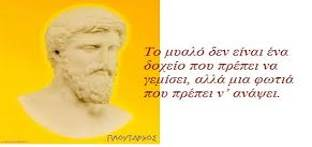 Το μυαλό δεν είναι ένα
δοχείο που πρέπει να
γεμίσει, αλλά μια φωτιά
που πρέπει ν' ανάψει.
ΠΛΟΥΤΑΡΧΟΣ